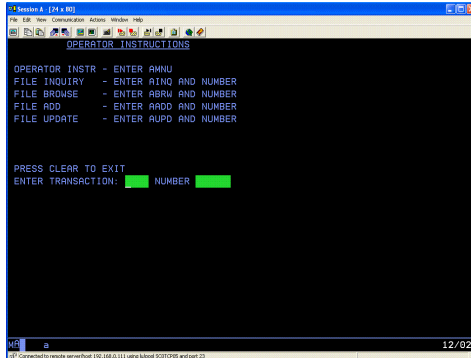 Session A - [24 x 80]
File Edit View Communication Actions Window Help
OPERATOR INSTRUCTIONS
OPERATOR INSTR - ENTER AMNU
FILE INQUIRY - ENTER AINQ AND NUMBER
FILE BROWSE - ENTER ABRW AND NUMBER
FILE ADD - ENTER AADD AND NUMBER
FILE UPDATE - ENTER AUPD AND NUMBER
PRESS CLEAR TO EXIT
ENTER TRANSACTION: NUMBER
MA a 12/02
Connected to remote server/host 192.168.0.111 using lu/pool SC0TCP05 and port 23